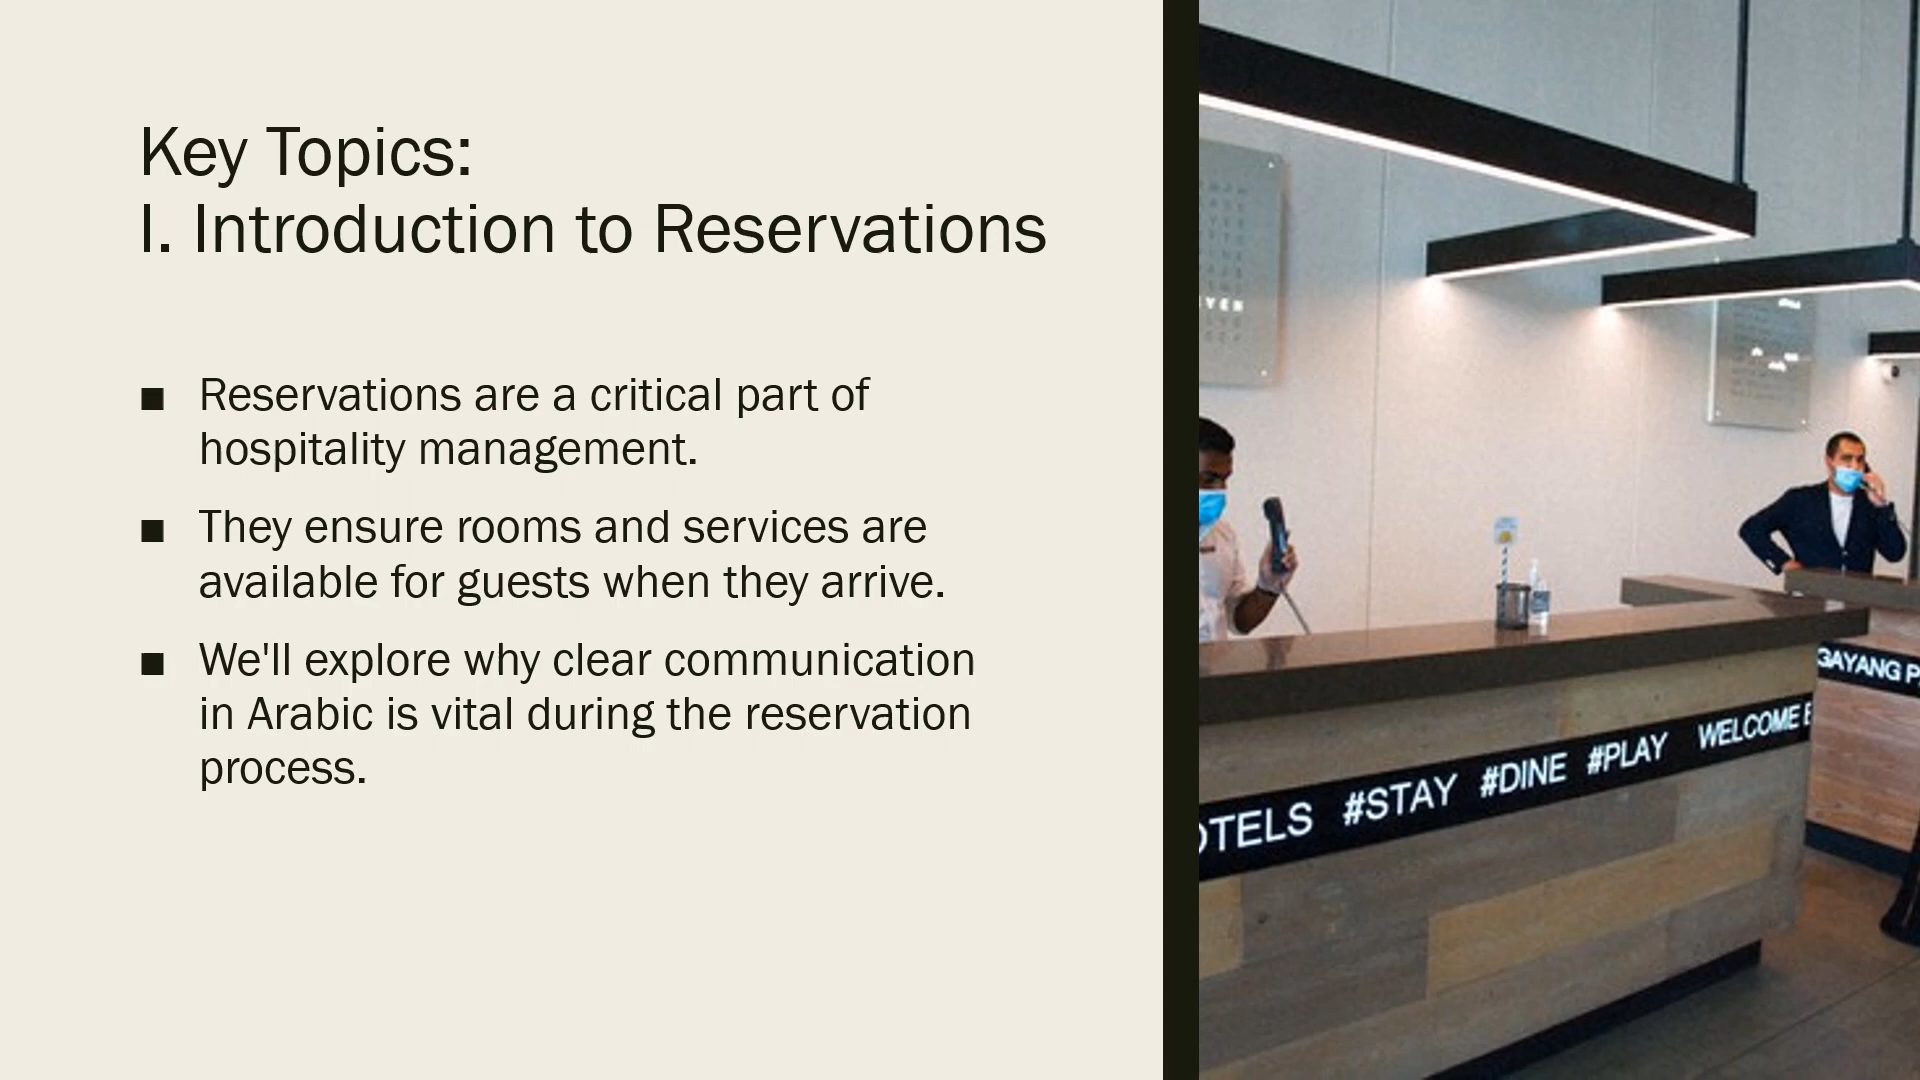 Key Topics:
I. Introduction to Reservations
■ Reservations are a critical part of
hospitality management.
■ They ensure rooms and services are
available for guests when they arrive.
■ We'll explore why clear communication
in Arabic is vital during the reservation
process.
GAYANG
OTELS #STAY #DINE #PLAY WELCOME